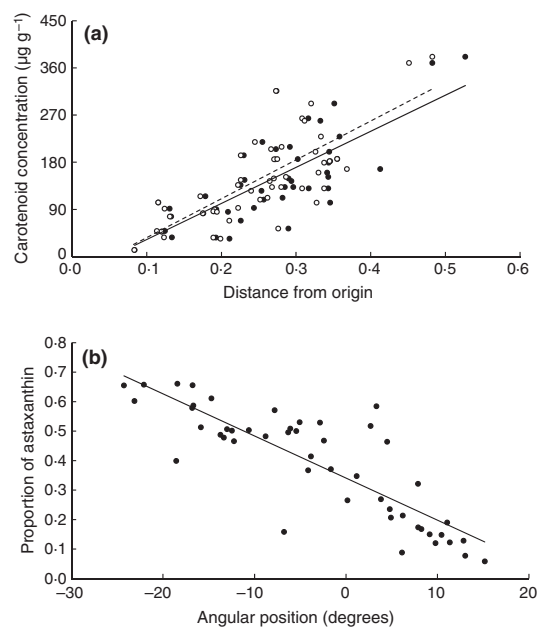 (a)
Carotenoid concentration (µg g⁻¹)
450
360
270
180
90
0
0·0 0·1 0·2 0·3 0·4 0·5 0·6
Distance from origin
(b)
Proportion of astaxanthin
0·8
0·7
0·6
0·5
0·4
0·3
0·2
0·1
0·0
−30 −20 −10 0 10 20
Angular position (degrees)